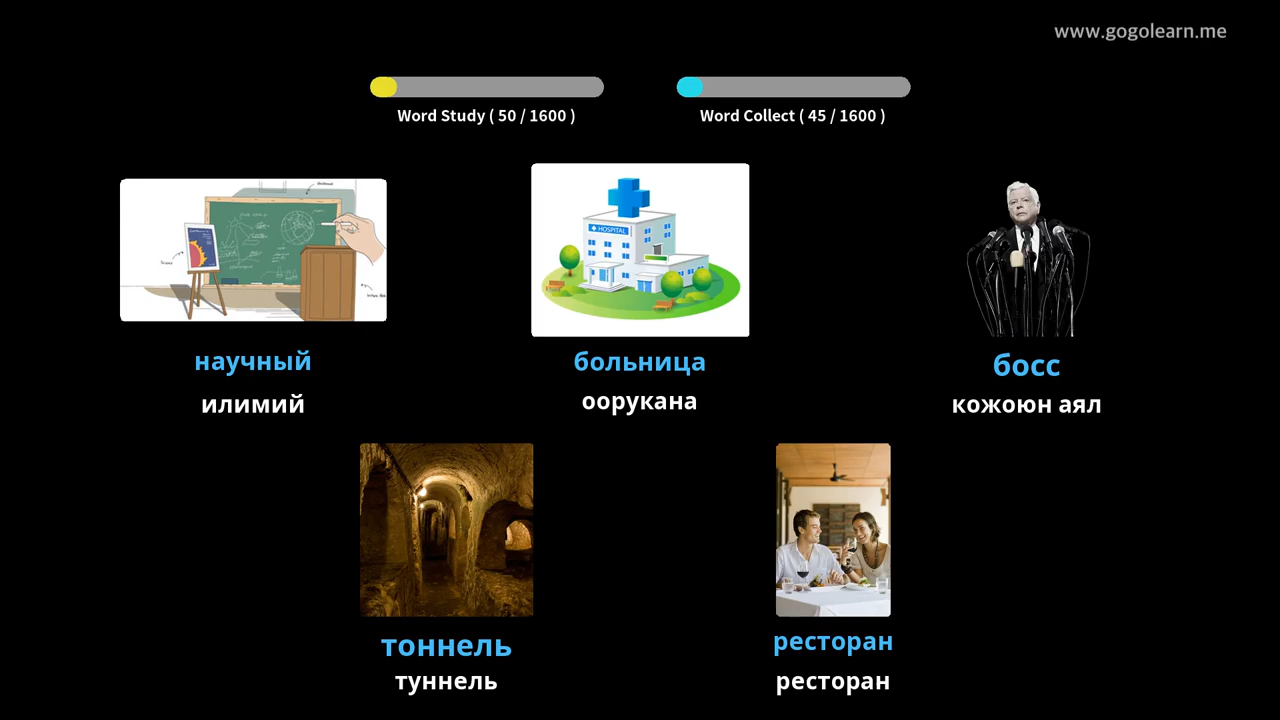 www.gogolearn.me
Word Study ( 50 / 1600 )
Word Collect ( 45 / 1600 )
HOSPITAL
научный
больница
босс
илимий
оорукана
кожоюн аял
тоннель
ресторан
туннель
ресторан